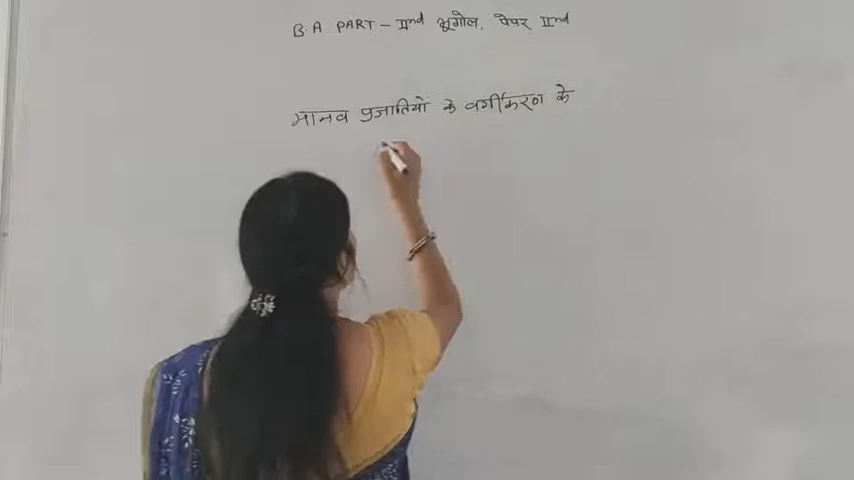 B.A PART - IInd भूगोल, पेपर IInd
मानव प्रजातियो के वर्गीकरण के